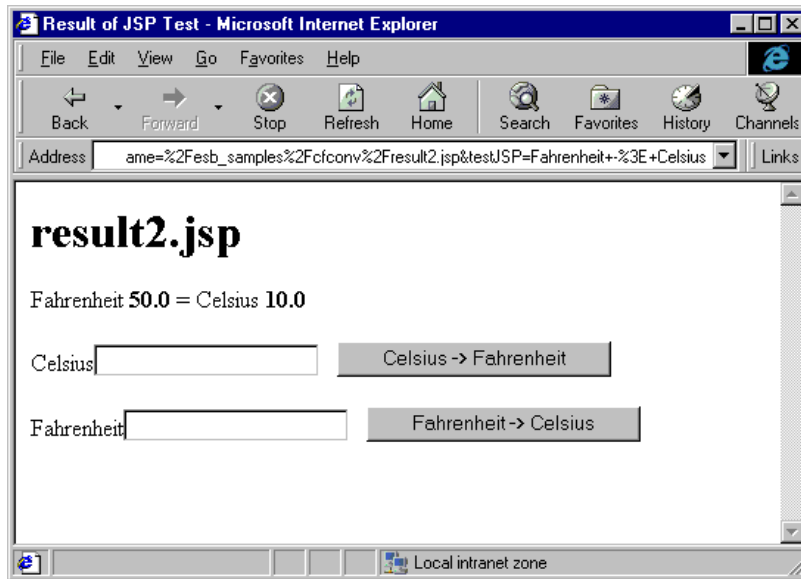 Result of JSP Test - Microsoft Internet Explorer
File Edit View Go Favorites Help
Back Forward Stop Refresh Home Search Favorites History Channels
Address ame=%2Fesb_samples%2Fcfconv%2Fresult2.jsp&testJSP=Fahrenheit+-%3E+Celsius Links
result2.jsp
Fahrenheit 50.0 = Celsius 10.0
Celsius Celsius -> Fahrenheit
Fahrenheit Fahrenheit -> Celsius
Local intranet zone